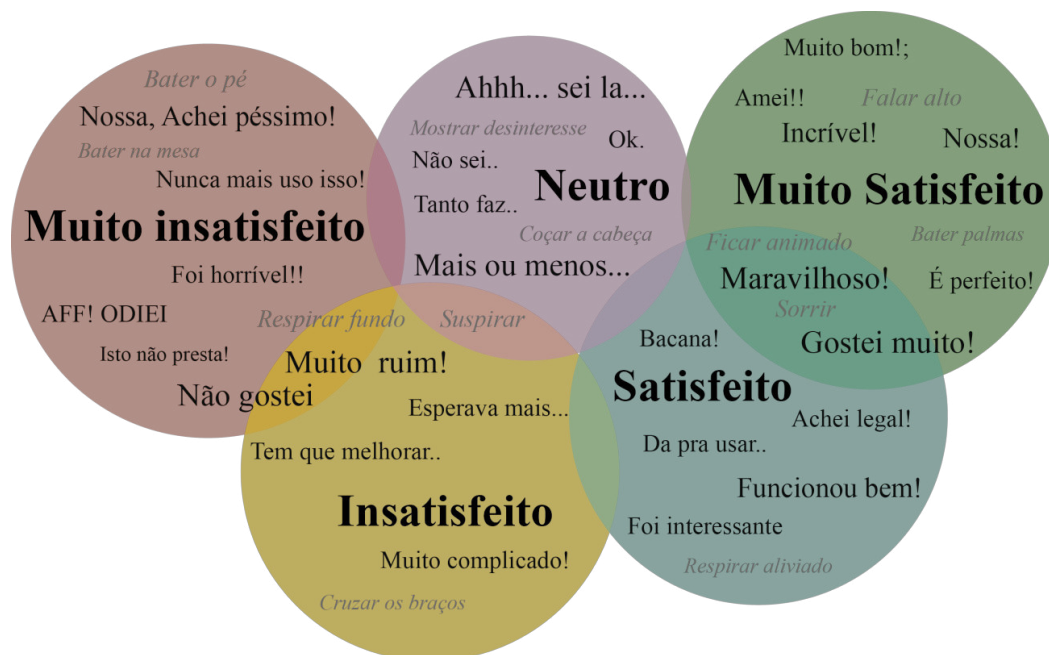 Bater o pé
Nossa, Achei péssimo!
Bater na mesa
Nunca mais uso isso!
Muito insatisfeito
Foi horrível!!
AFF! ODIEI
Respirar fundo
Isto não presta!
Muito ruim!
Não gostei
Ahhh... sei la...
Mostrar desinteresse
Ok.
Não sei..
Neutro
Tanto faz..
Coçar a cabeça
Mais ou menos...
Suspirar
Muito bom!;
Amei!!
Falar alto
Incrível!
Nossa!
Muito Satisfeito
Ficar animado
Bater palmas
Maravilhoso!
É perfeito!
Sorrir
Gostei muito!
Esperava mais...
Tem que melhorar..
Insatisfeito
Muito complicado!
Cruzar os braços
Bacana!
Satisfeito
Achei legal!
Da pra usar..
Funcionou bem!
Foi interessante
Respirar aliviado